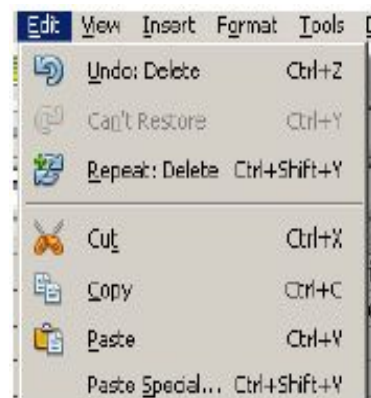 Edit View Insert Format Tools
Undo: Delete Ctrl+Z
Can't Restore Ctrl+Y
Repeat: Delete Ctrl+Shift+Y
Cut Ctrl+X
Copy Ctrl+C
Paste Ctrl+V
Paste Special... Ctrl+Shift+V